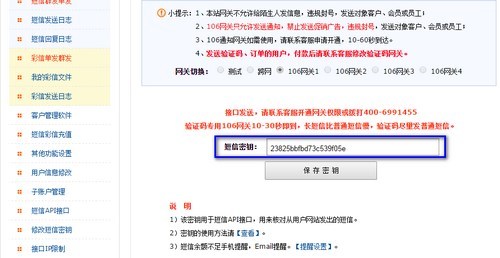 短信群发单发
短信发送日志
短信回复日志
彩信单发群发
我的彩信文件
彩信发送日志
客户管理软件
短信彩信充值
其他功能设置
用户信息修改
子账户管理
短信API接口
修改短信密钥
接口IP限制
小提示：1、本站网关不允许给陌生人发信息，违规封号，发送对象客户、会员或员工！
2、106网关只允许发送通知，禁止发送促销广告，违规封号，发送对象客户、会员或员工；
3、106通知网关如需使用，请联系客服申请开通，10-60秒到达。
4、发送验证码、订单的用户，付款后请联系客服修改验证码网关。
网关切换： 测试 跨网 106网关1 106网关2 106网关3 106网关4
接口发送，请联系客服开通网关权限或拨打400-6991455
验证码专用106网关10-30秒即到，长短信比普通短信慢，验证码尽量发普通短信。
短信密钥： 23825bbfbd73c539f05e
保存密钥
说 明
1）该密钥用于短信API接口，用来核对从用户网站发出的短信。
2）密钥的使用方法请【查看】。
3）短信余额不足手机提醒，Email提醒。【提醒设置】。